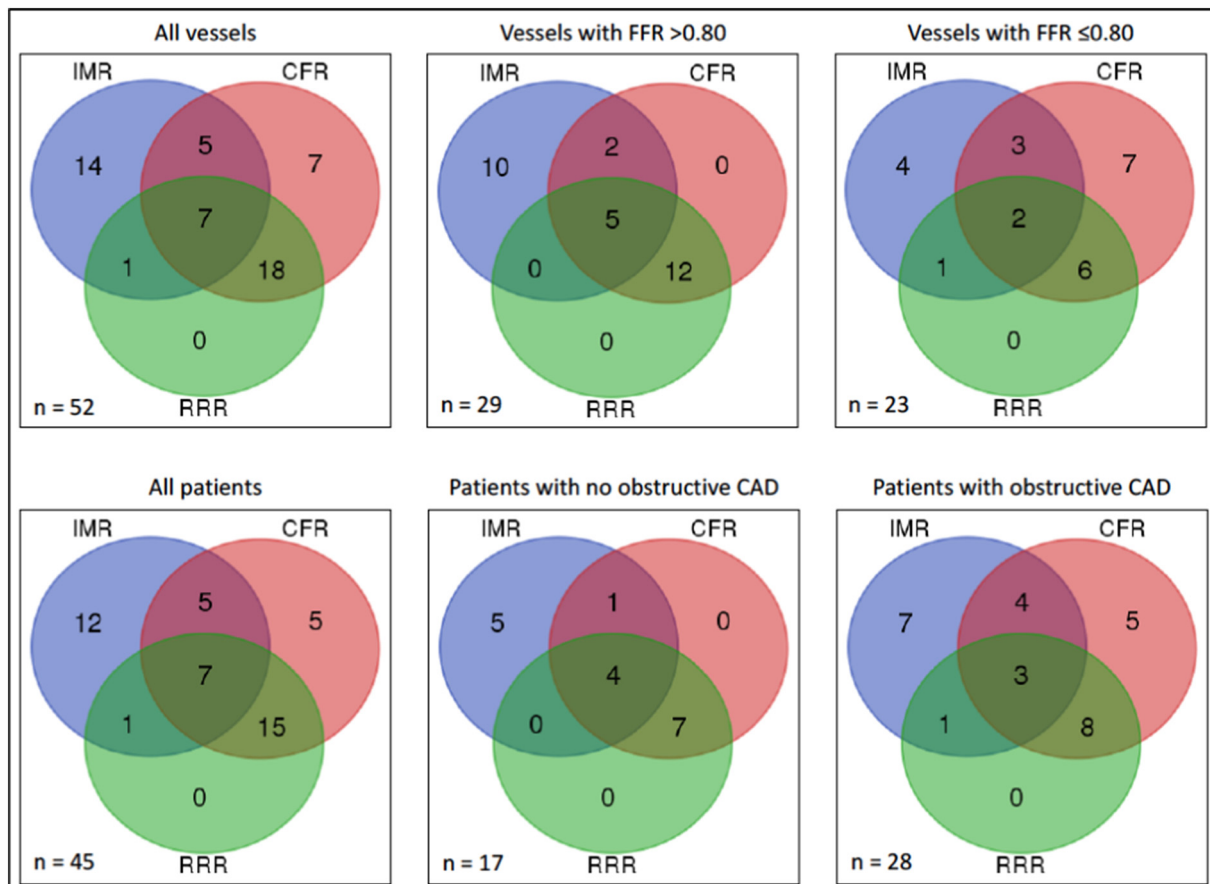 All vessels
IMR CFR
14 5 7
7
1 18
0
n = 52
RRR
Vessels with FFR >0.80
IMR CFR
10 2 0
5
0 12
0
n = 29
RRR
Vessels with FFR ≤0.80
IMR CFR
4 3 7
2
1 6
0
n = 23
RRR
All patients
IMR CFR
12 5 5
7
1 15
0
n = 45
RRR
Patients with no obstructive CAD
IMR CFR
5 1 0
4
0 7
0
n = 17
RRR
Patients with obstructive CAD
IMR CFR
7 4 5
3
1 8
0
n = 28
RRR